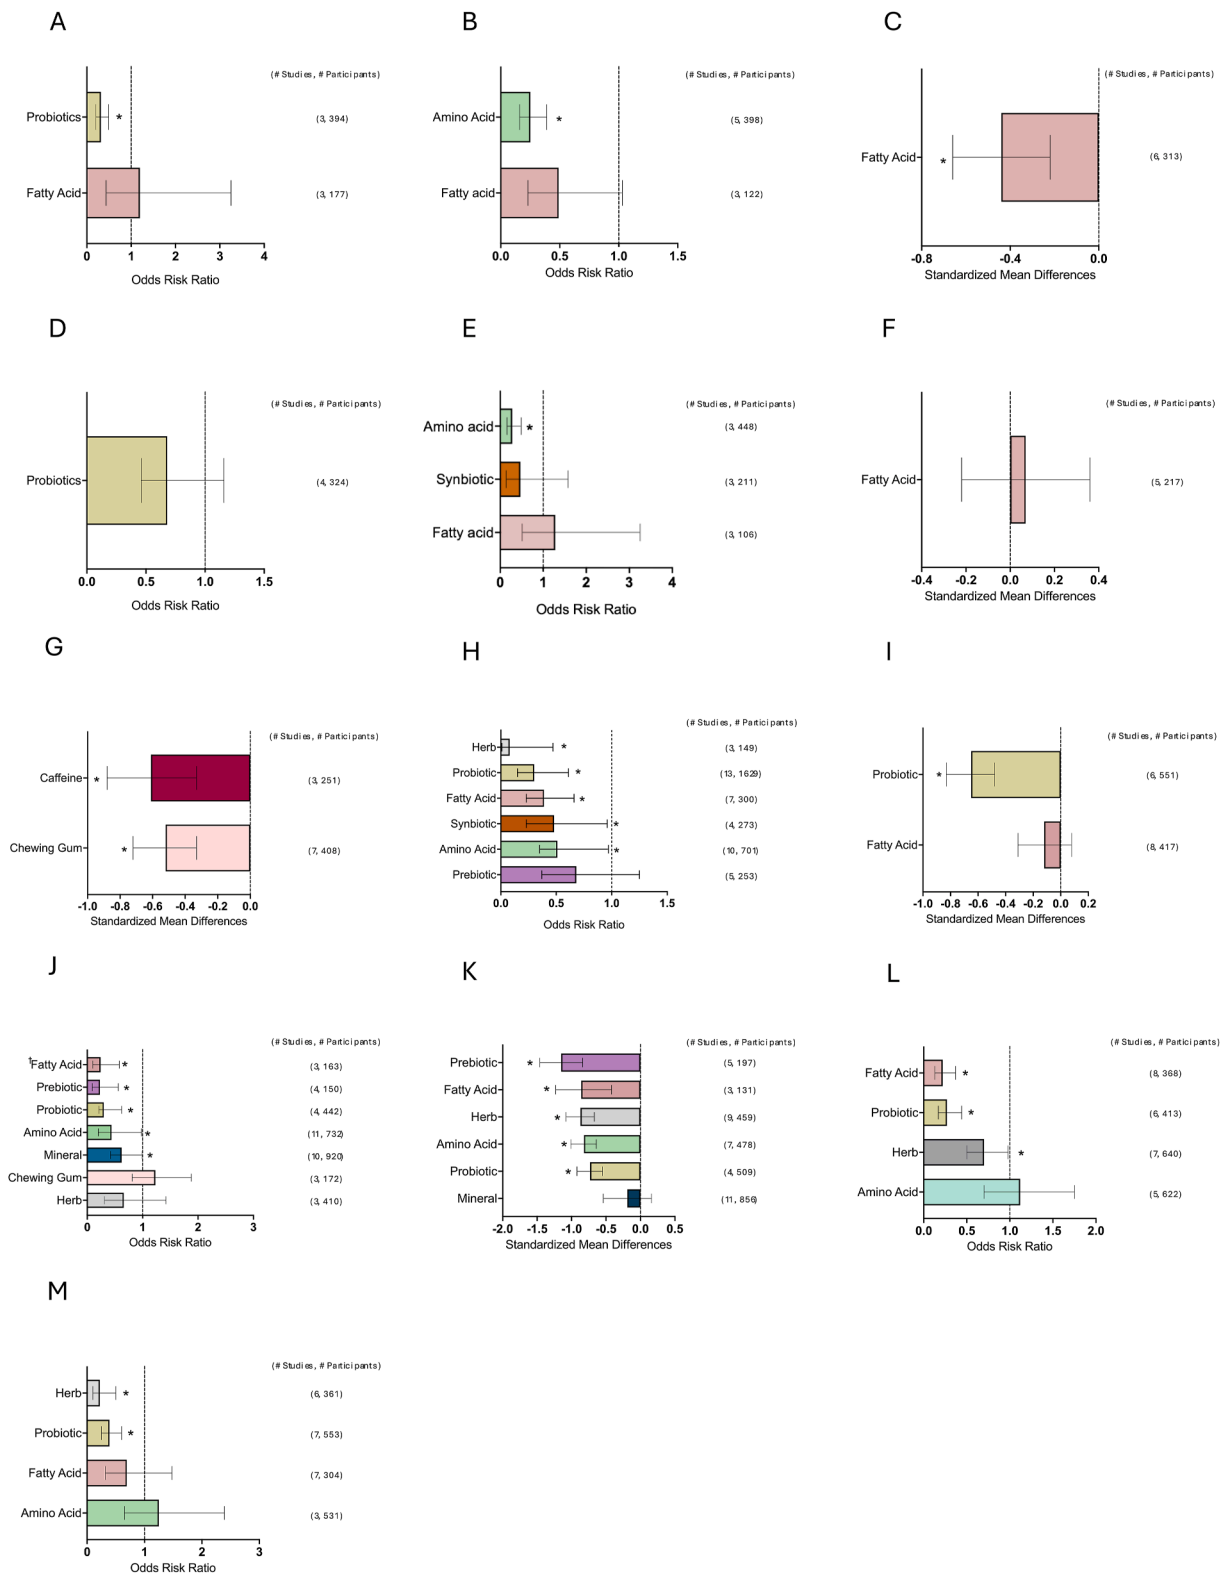 A
(# Studies, # Participants)
Probiotics
*
(3, 394)
Fatty Acid
(3, 177)
0 1 2 3 4
Odds Risk Ratio
B
(# Studies, # Participants)
Amino Acid
*
(5, 398)
Fatty acid
(3, 122)
0.0 0.5 1.0 1.5
Odds Risk Ratio
C
(# Studies, # Participants)
Fatty Acid
*
(6, 313)
-0.8 -0.4 0.0
Standardized Mean Differences
D
(# Studies, # Participants)
Probiotics
(4, 324)
0.0 0.5 1.0 1.5
Odds Risk Ratio
E
(# Studies, # Participants)
Amino acid
*
(3, 448)
Synbiotic
(3, 211)
Fatty acid
(3, 106)
0 1 2 3 4
Odds Risk Ratio
F
(# Studies, # Participants)
Fatty Acid
(5, 217)
-0.4 -0.2 0.0 0.2 0.4
Standardized Mean Differences
G
(# Studies, # Participants)
Caffeine
*
(3, 251)
Chewing Gum
*
(7, 408)
-1.0 -0.8 -0.6 -0.4 -0.2 0.0
Standardized Mean Differences
H
(# Studies, # Participants)
Herb
*
(3, 149)
Probiotic
*
(13, 1629)
Fatty Acid
*
(7, 300)
Synbiotic
*
(4, 273)
Amino Acid
*
(10, 701)
Prebiotic
(5, 253)
0.0 0.5 1.0 1.5
Odds Risk Ratio
I
(# Studies, # Participants)
Probiotic
*
(6, 551)
Fatty Acid
(8, 417)
-1.0 -0.8 -0.6 -0.4 -0.2 0.0 0.2
Standardized Mean Differences
J
(# Studies, # Participants)
†Fatty Acid
*
(3, 163)
Prebiotic
*
(4, 150)
Probiotic
*
(4, 442)
Amino Acid
*
(11, 732)
Mineral
*
(10, 920)
Chewing Gum
(3, 172)
Herb
(3, 410)
0 1 2 3
Odds Risk Ratio
K
(# Studies, # Participants)
Prebiotic
*
(5, 197)
Fatty Acid
*
(3, 131)
Herb
*
(9, 459)
Amino Acid
*
(7, 478)
Probiotic
*
(4, 509)
Mineral
(11, 856)
-2.0 -1.5 -1.0 -0.5 0.0 0.5
Standardized Mean Differences
L
(# Studies, # Participants)
Fatty Acid
*
(8, 368)
Probiotic
*
(6, 413)
Herb
*
(7, 640)
Amino Acid
(5, 622)
0.0 0.5 1.0 1.5 2.0
Odds Risk Ratio
M
(# Studies, # Participants)
Herb
*
(6, 361)
Probiotic
*
(7, 553)
Fatty Acid
(7, 304)
Amino Acid
(3, 531)
0 1 2 3
Odds Risk Ratio